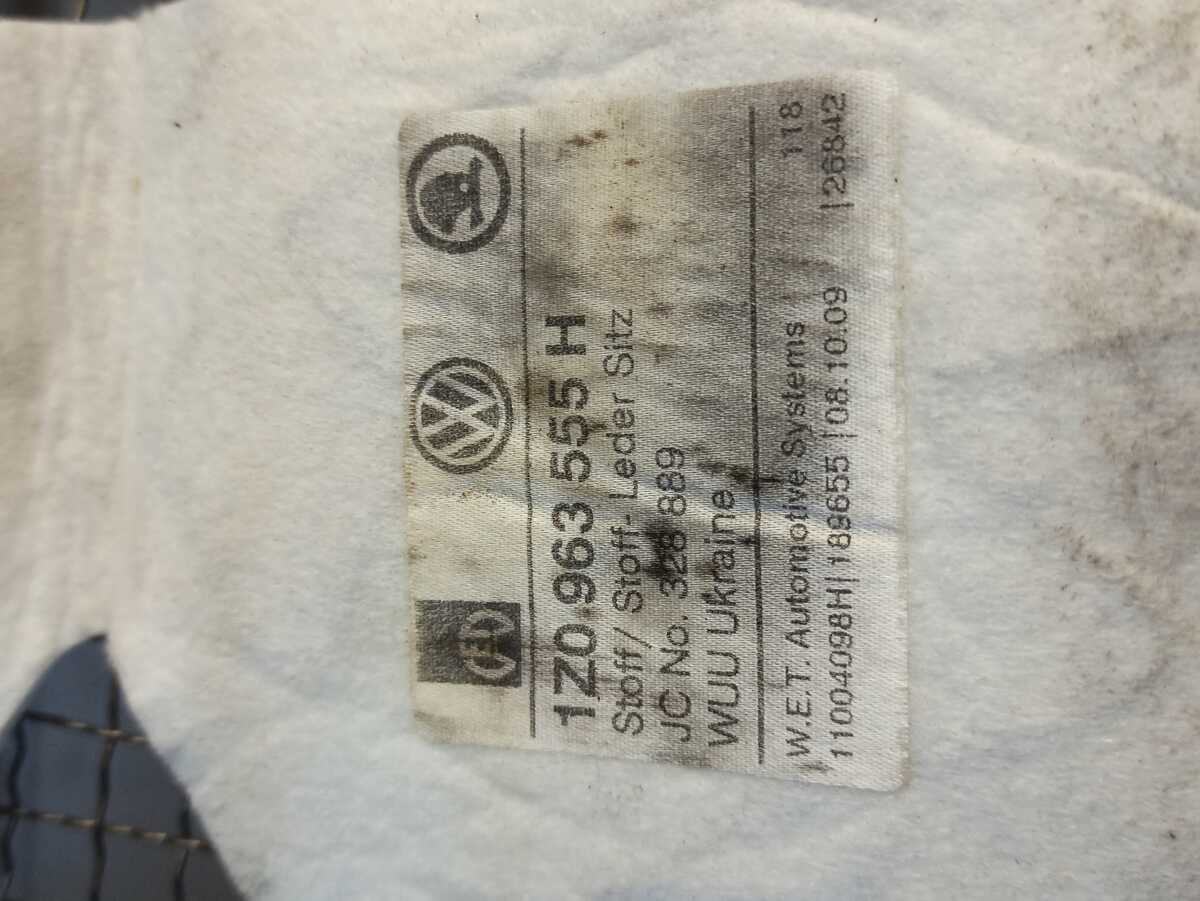 1Z0.963 555 H
Stoff/ Stoff- Leder Sitz
JC No. 328 889
WUU Ukraine
W.E.T. Automotive Systems 118
11004098H|189655|08.10.09 |26842